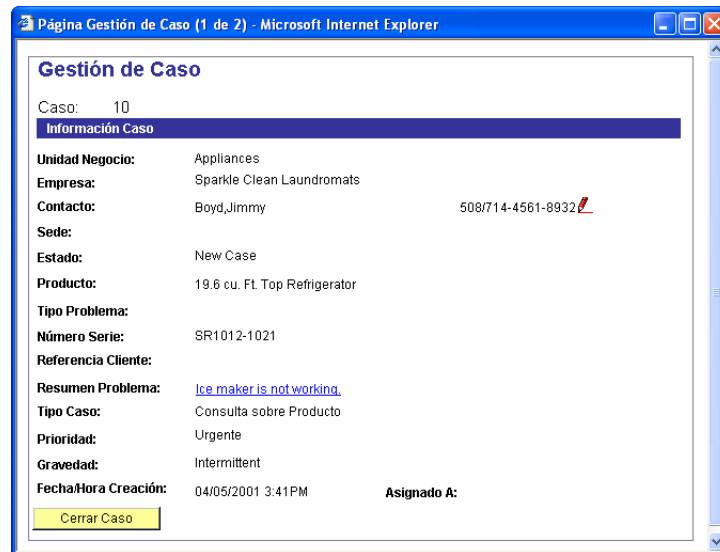 Página Gestión de Caso (1 de 2) - Microsoft Internet Explorer
Gestión de Caso
Caso: 10
Información Caso
Unidad Negocio: Appliances
Empresa: Sparkle Clean Laundromats
Contacto: Boyd,Jimmy 508/714-4561-8932
Sede:
Estado: New Case
Producto: 19.6 cu. Ft. Top Refrigerator
Tipo Problema:
Número Serie: SR1012-1021
Referencia Cliente:
Resumen Problema: Ice maker is not working.
Tipo Caso: Consulta sobre Producto
Prioridad: Urgente
Gravedad: Intermittent
Fecha/Hora Creación: 04/05/2001 3:41PM Asignado A:
Cerrar Caso